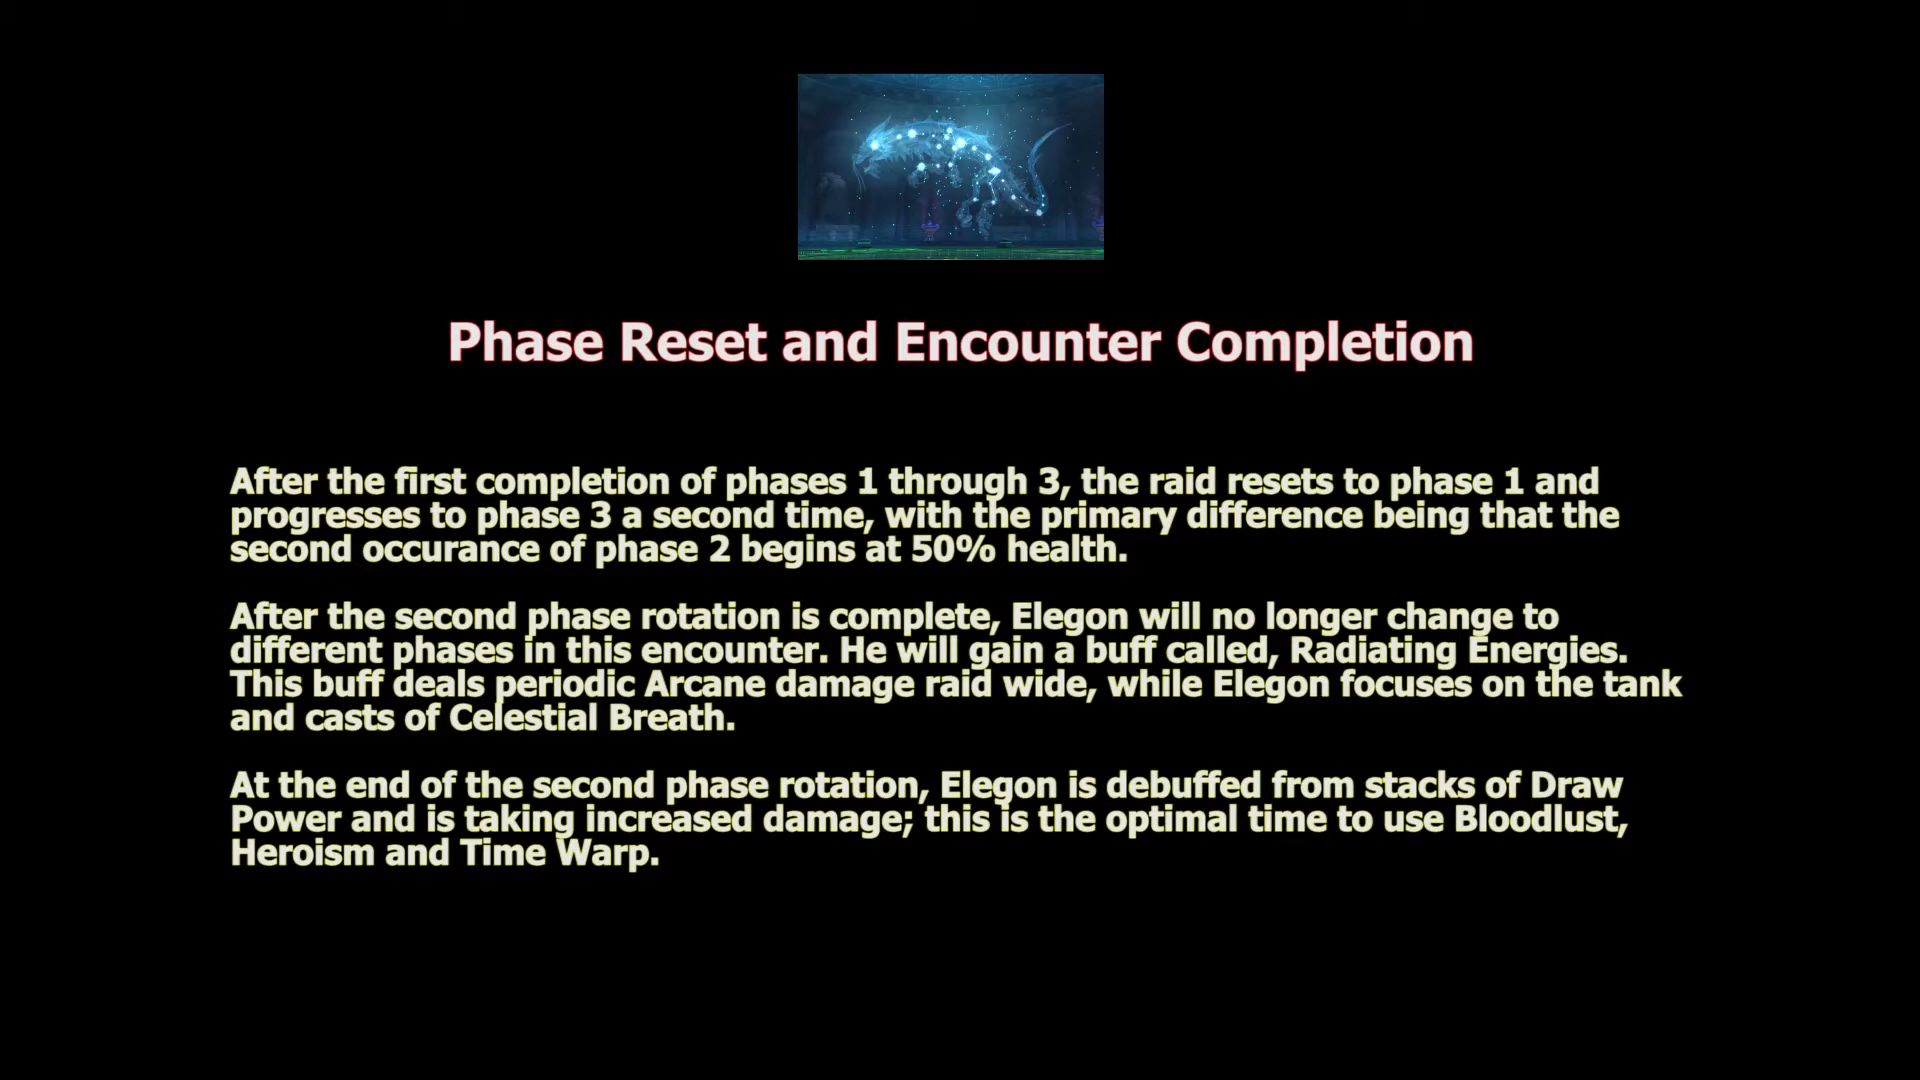 Phase Reset and Encounter Completion
After the first completion of phases 1 through 3, the raid resets to phase 1 and
progresses to phase 3 a second time, with the primary difference being that the
second occurance of phase 2 begins at 50% health.
After the second phase rotation is complete, Elegon will no longer change to
different phases in this encounter. He will gain a buff called, Radiating Energies.
This buff deals periodic Arcane damage raid wide, while Elegon focuses on the tank
and casts of Celestial Breath.
At the end of the second phase rotation, Elegon is debuffed from stacks of Draw
Power and is taking increased damage; this is the optimal time to use Bloodlust,
Heroism and Time Warp.